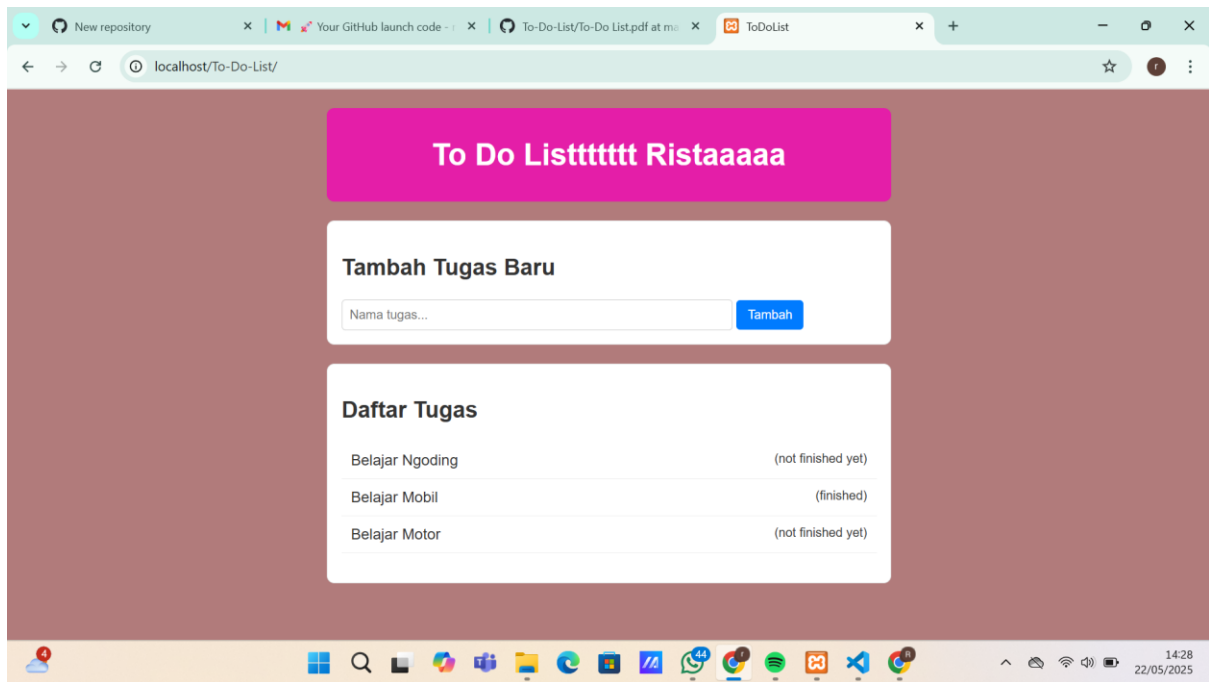 New repository
Your GitHub launch code - r
To-Do-List/To-Do List.pdf at ma
ToDoList
localhost/To-Do-List/
r
To Do Listtttttt Ristaaaaa
Tambah Tugas Baru
Nama tugas...
Tambah
Daftar Tugas
Belajar Ngoding (not finished yet)
Belajar Mobil (finished)
Belajar Motor (not finished yet)
4
44
r
R
14:28
22/05/2025